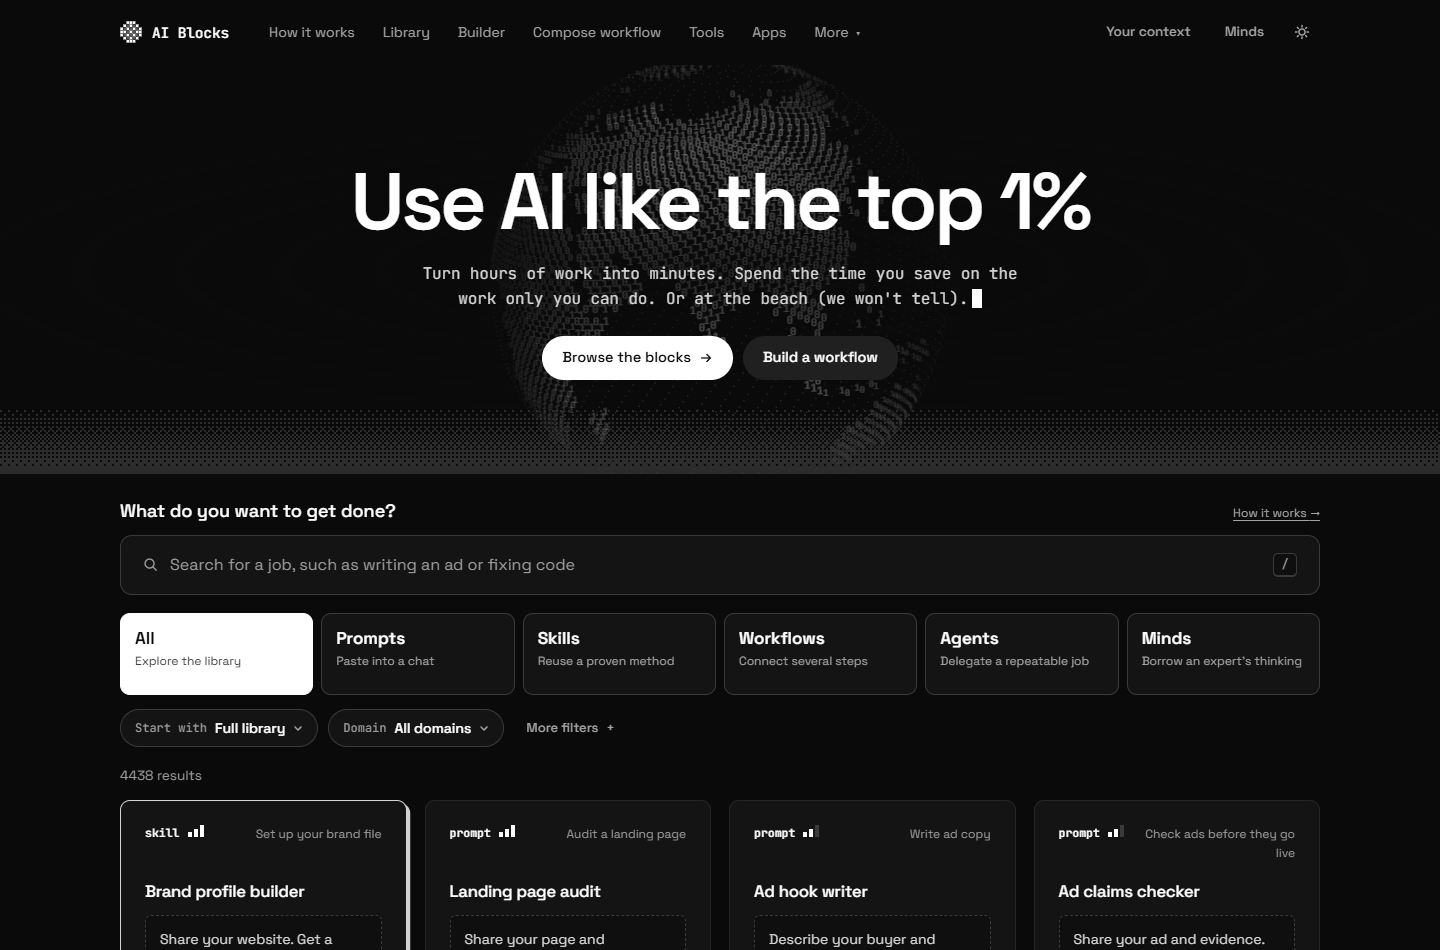 AI Blocks
How it works
Library
Builder
Compose workflow
Tools
Apps
More
Your context
Minds
Use AI like the top 1%
Turn hours of work into minutes. Spend the time you save on the
work only you can do. Or at the beach (we won't tell).
Browse the blocks →
Build a workflow
What do you want to get done?
How it works →
Search for a job, such as writing an ad or fixing code
/
All
Explore the library
Prompts
Paste into a chat
Skills
Reuse a proven method
Workflows
Connect several steps
Agents
Delegate a repeatable job
Minds
Borrow an expert's thinking
Start with Full library
Domain All domains
More filters +
4438 results
skill
Set up your brand file
Brand profile builder
Share your website. Get a
prompt
Audit a landing page
Landing page audit
Share your page and
prompt
Write ad copy
Ad hook writer
Describe your buyer and
prompt
Check ads before they go
live
Ad claims checker
Share your ad and evidence.